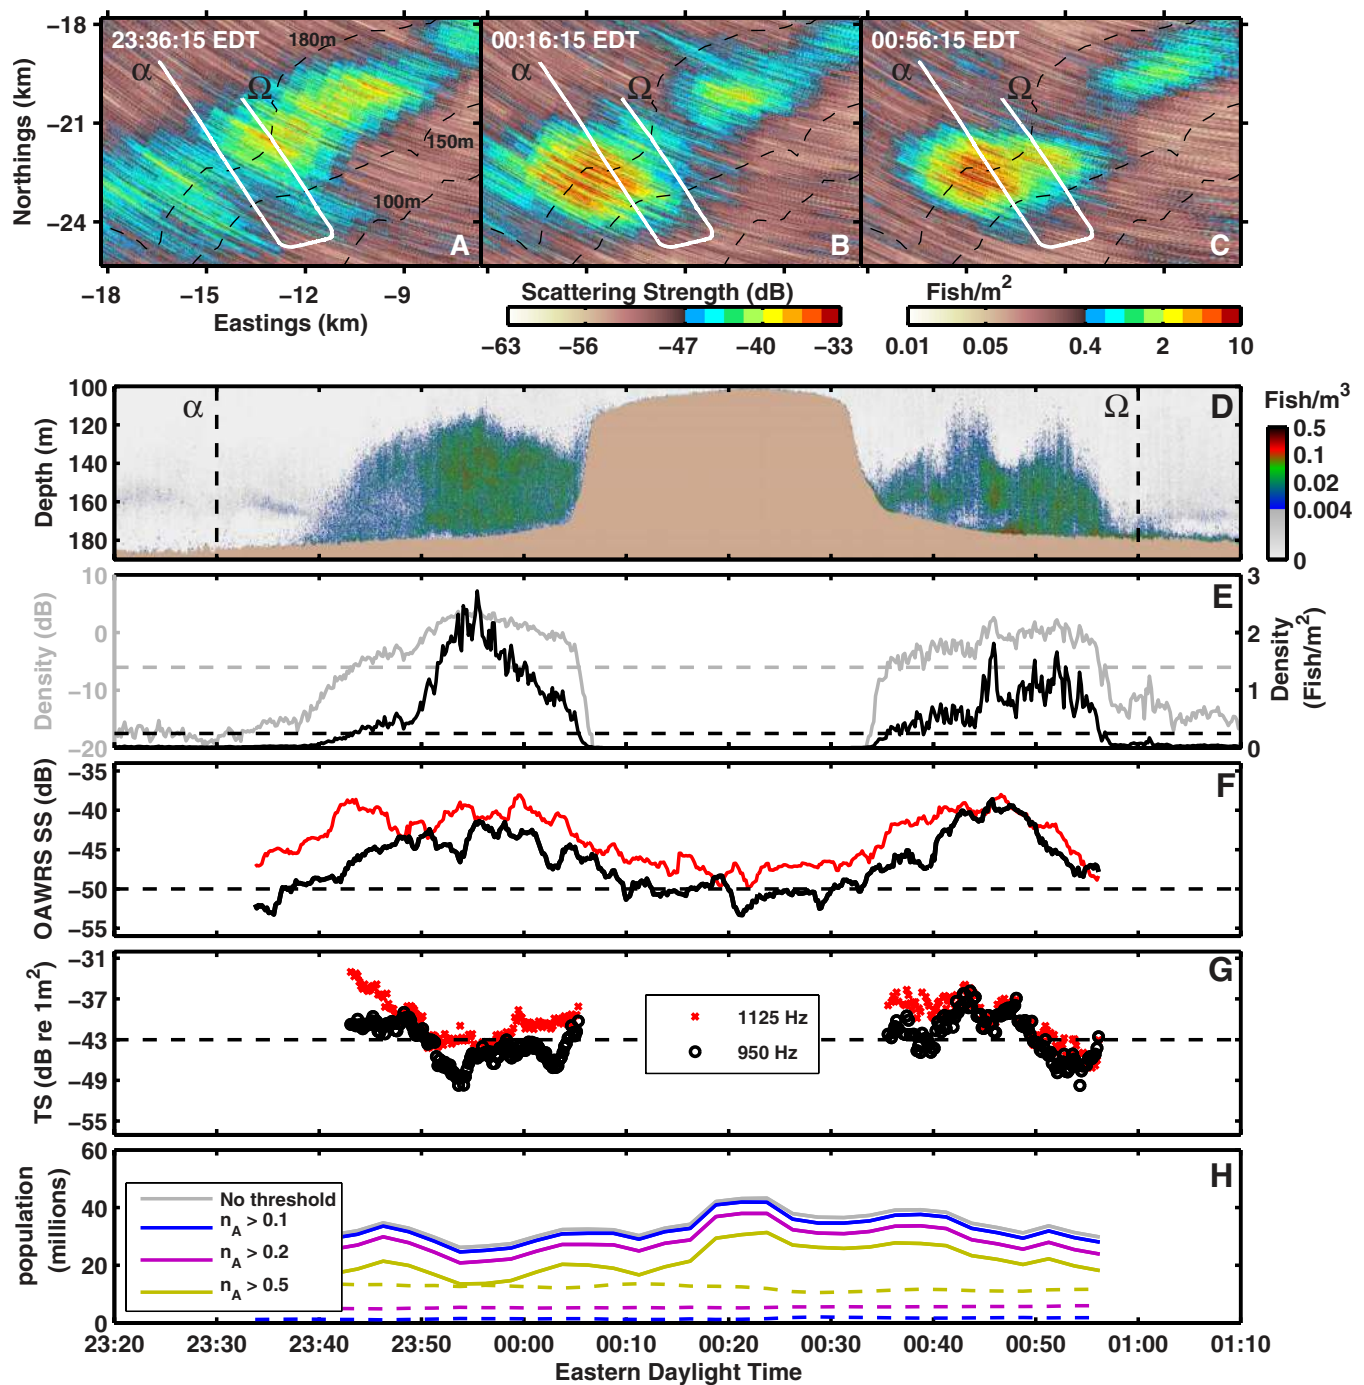 −18
−21
−24
Northings (km)
23:36:15 EDT
180m
α
Ω
150m
100m
A
00:16:15 EDT
α
Ω
B
00:56:15 EDT
α
Ω
C
−18 −15 −12 −9
Eastings (km)
Scattering Strength (dB)
−63 −56 −47 −40 −33
Fish/m2
0.01 0.05 0.4 2 10
Depth (m)
100
120
140
160
180
α
Ω
D
Fish/m3
0.5
0.1
0.02
0.004
0
Density (dB)
10
0
−10
−20
E
3
2
1
0
Density
(Fish/m2)
OAWRS SS (dB)
−35
−40
−45
−50
−55
F
TS (dB re 1m2)
−31
−37
−43
−49
−55
G
1125 Hz
950 Hz
population
(millions)
60
40
20
0
H
No threshold
nA > 0.1
nA > 0.2
nA > 0.5
23:20 23:30 23:40 23:50 00:00 00:10 00:20 00:30 00:40 00:50 01:00 01:10
Eastern Daylight Time